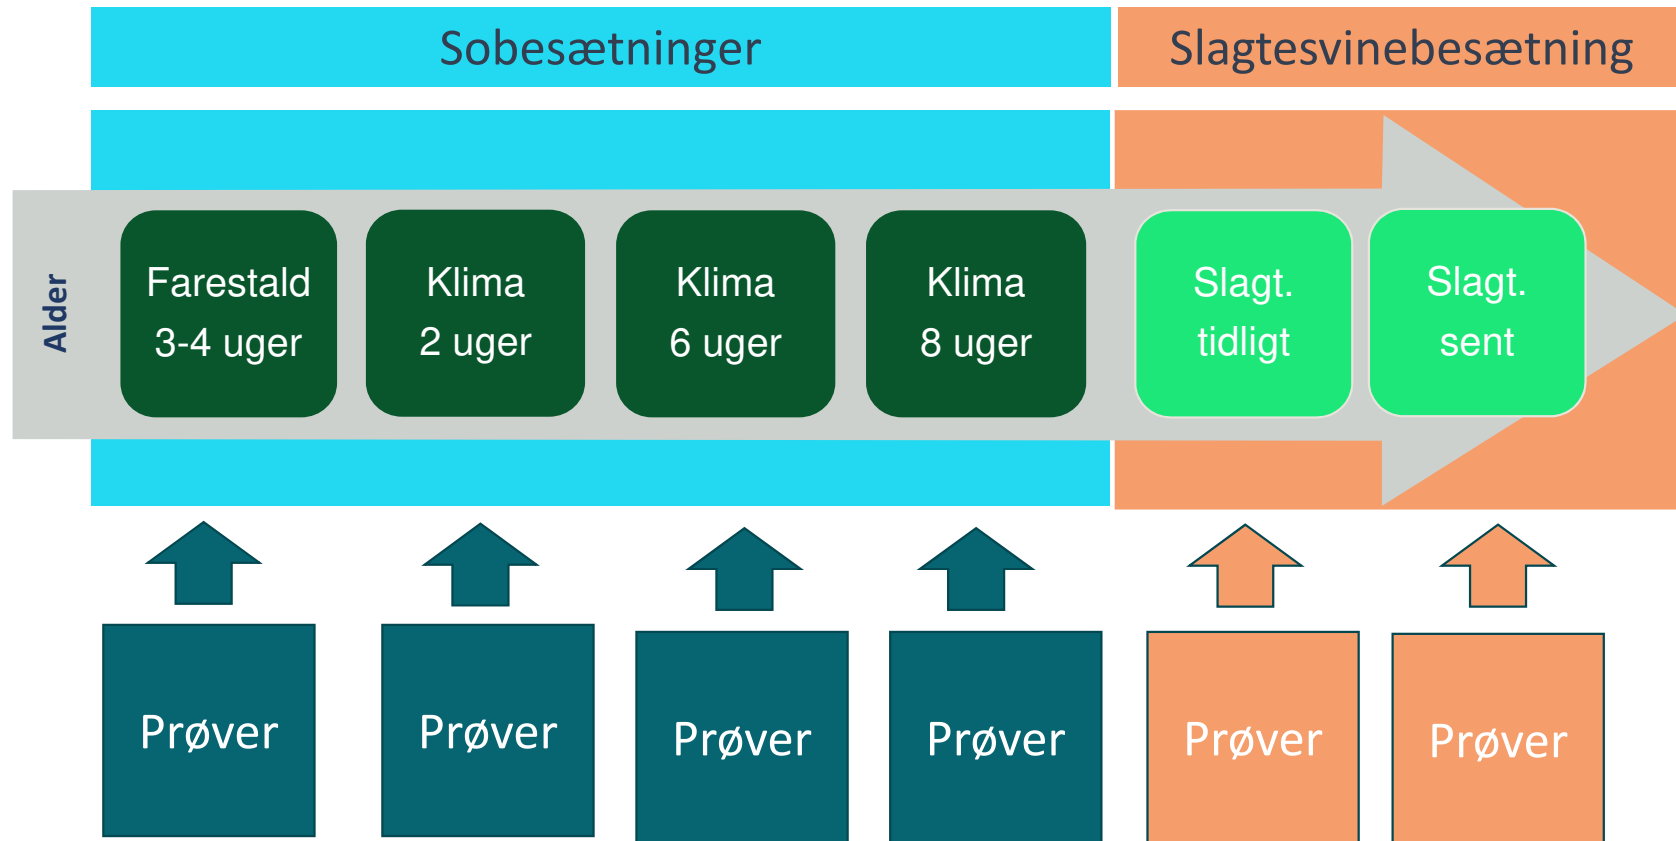 Sobesætninger
Slagtesvinebesætning
Alder
Farestald
3-4 uger
Klima
2 uger
Klima
6 uger
Klima
8 uger
Slagt.
tidligt
Slagt.
sent
Prøver
Prøver
Prøver
Prøver
Prøver
Prøver